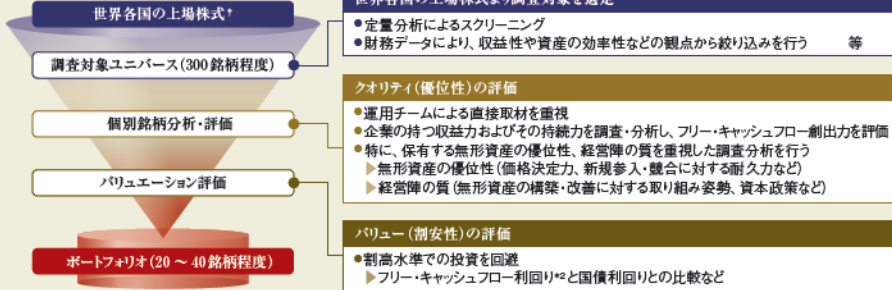 世界各国の上場株式†
調査対象ユニバース(300銘柄程度)
個別銘柄分析・評価
バリュエーション評価
ポートフォリオ(20 ～ 40銘柄程度)
世界各国の上場株式より調査対象を選定
●定量分析によるスクリーニング
●財務データにより、収益性や資産の効率性などの観点から絞り込みを行う 等
クオリティ(優位性)の評価
●運用チームによる直接取材を重視
●企業の持つ収益力およびその持続力を調査・分析し、フリー・キャッシュフロー創出力を評価
●特に、保有する無形資産の優位性、経営陣の質を重視した調査分析を行う
▶無形資産の優位性(価格決定力、新規参入・競合に対する耐久力など)
▶経営陣の質(無形資産の構築・改善に対する取り組み姿勢、資本政策など)
バリュー(割安性)の評価
●割高水準での投資を回避
▶フリー・キャッシュフロー利回り*2と国債利回りとの比較など